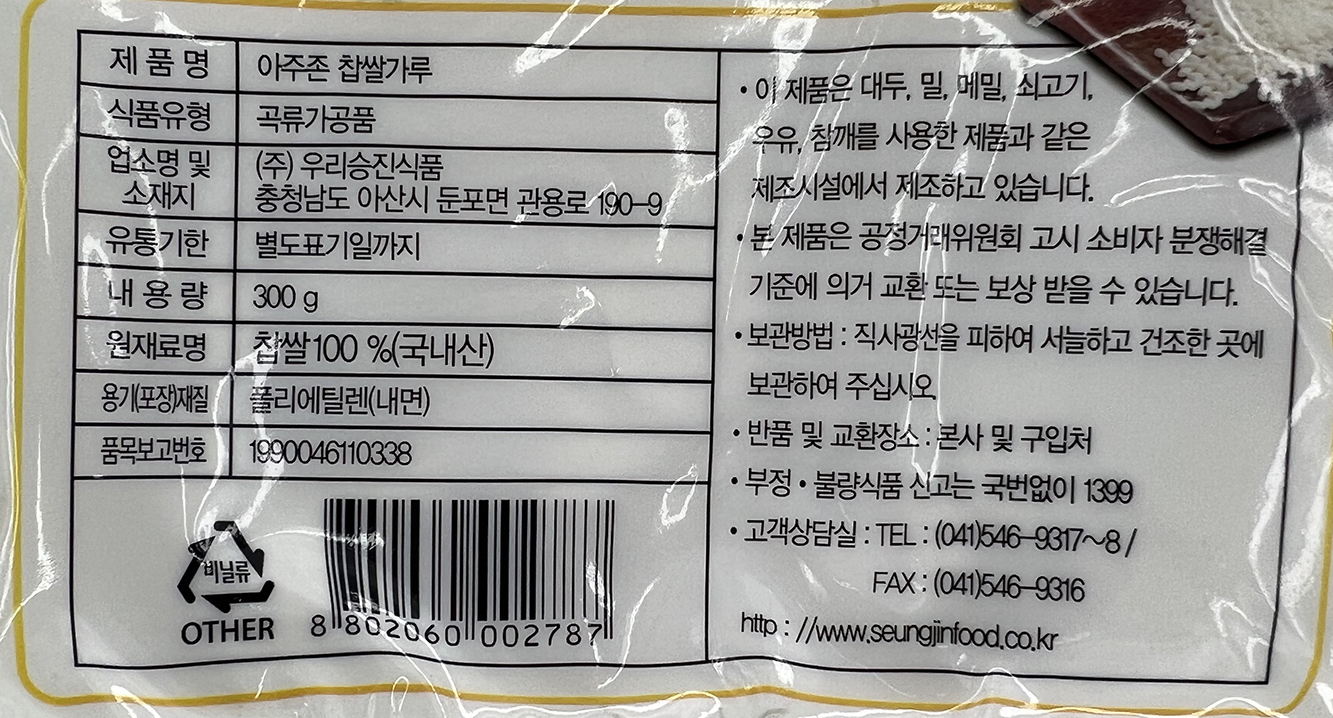 제 품 명 아주존 찹쌀가루
식품유형 곡류가공품
업소명 및 소재지 (주) 우리승진식품
충청남도 아산시 둔포면 관용로 190-9
유통기한 별도표기일까지
내 용 량 300 g
원재료명 찹쌀100 %(국내산)
용기(포장)재질 폴리에틸렌(내면)
품목보고번호 1990046110338
비닐류
OTHER
8 802060 002787
• 이 제품은 대두, 밀, 메밀, 쇠고기,
우유, 참깨를 사용한 제품과 같은
제조시설에서 제조하고 있습니다.
• 본 제품은 공정거래위원회 고시 소비자 분쟁해결
기준에 의거 교환 또는 보상 받을 수 있습니다.
• 보관방법 : 직사광선을 피하여 서늘하고 건조한 곳에
보관하여 주십시오.
• 반품 및 교환장소 : 본사 및 구입처
• 부정 • 불량식품 신고는 국번없이 1399
• 고객상담실 : TEL : (041)546-9317~8 /
FAX : (041)546-9316
http : //www.seungjinfood.co.kr